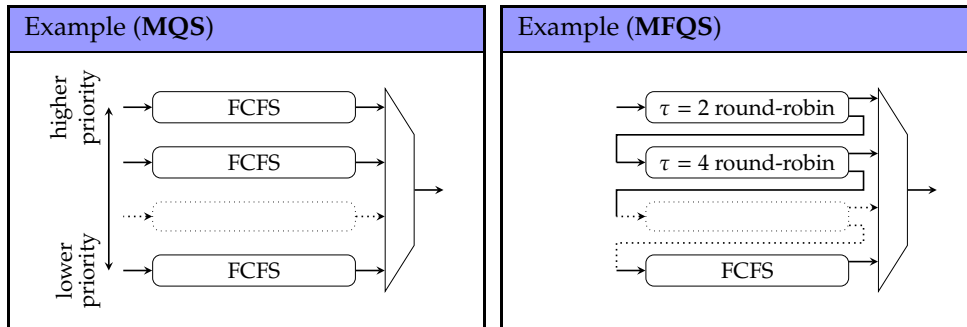 Example (MQS)
higher
priority
FCFS
FCFS
FCFS
lower
priority
Example (MFQS)
τ = 2 round-robin
τ = 4 round-robin
FCFS